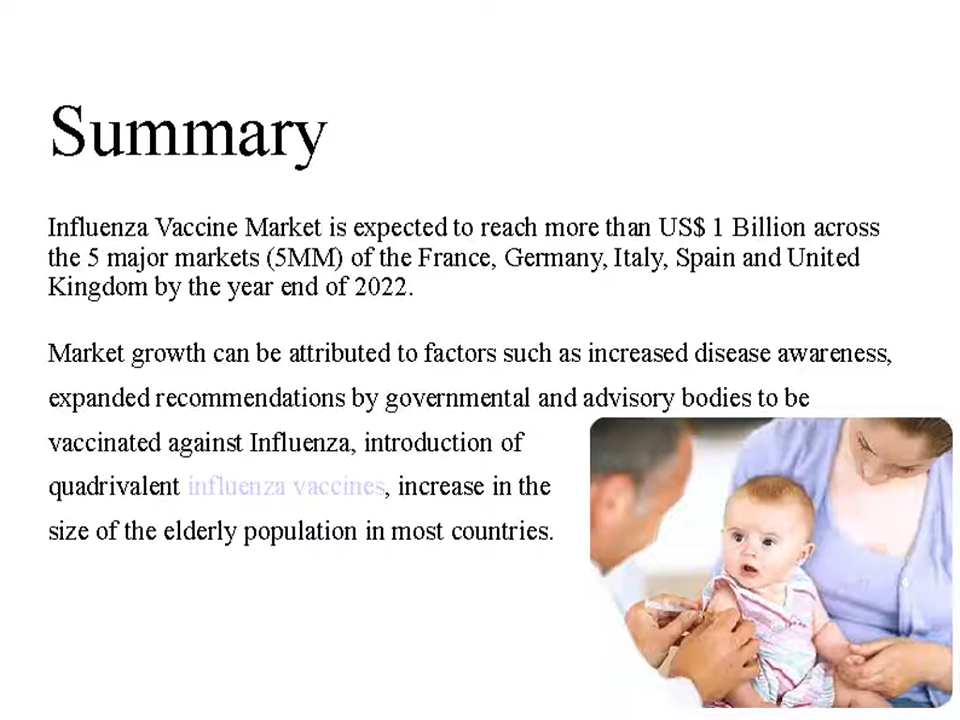 Summary
Influenza Vaccine Market is expected to reach more than US$ 1 Billion across
the 5 major markets (5MM) of the France, Germany, Italy, Spain and United
Kingdom by the year end of 2022.
Market growth can be attributed to factors such as increased disease awareness,
expanded recommendations by governmental and advisory bodies to be
vaccinated against Influenza, introduction of
quadrivalent influenza vaccines, increase in the
size of the elderly population in most countries.